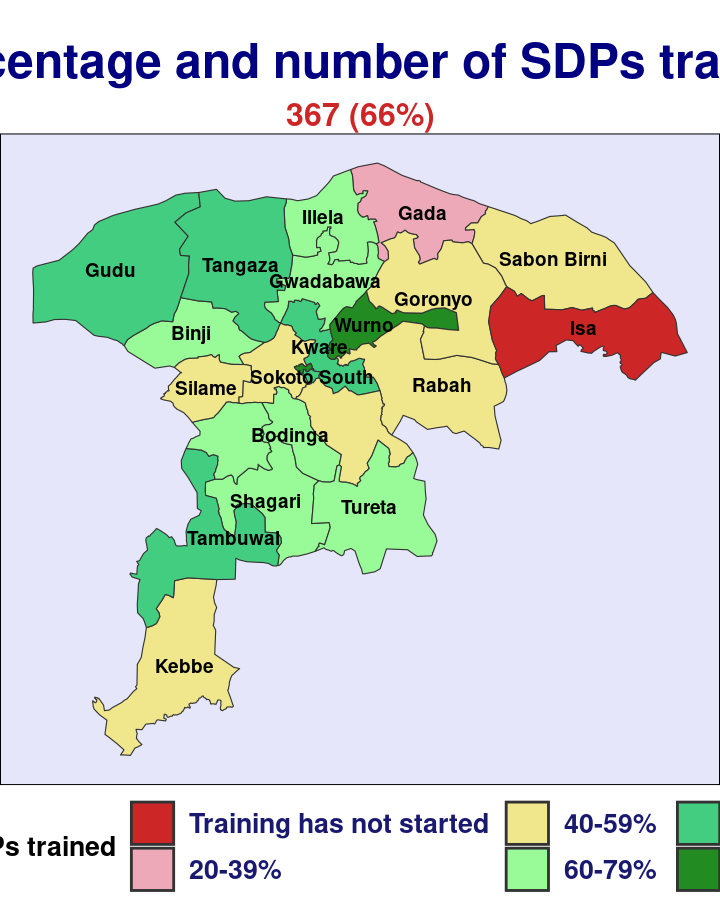 centage and number of SDPs tra
367 (66%)
Illela
Gada
Gudu
Tangaza
Sabon Birni
Gwadabawa
Goronyo
Binji
Wurno
Isa
Kware
Silame
Sokoto South
Rabah
Bodinga
Shagari
Tureta
Tambuwal
Kebbe
Ps trained
Training has not started
40-59%
20-39%
60-79%